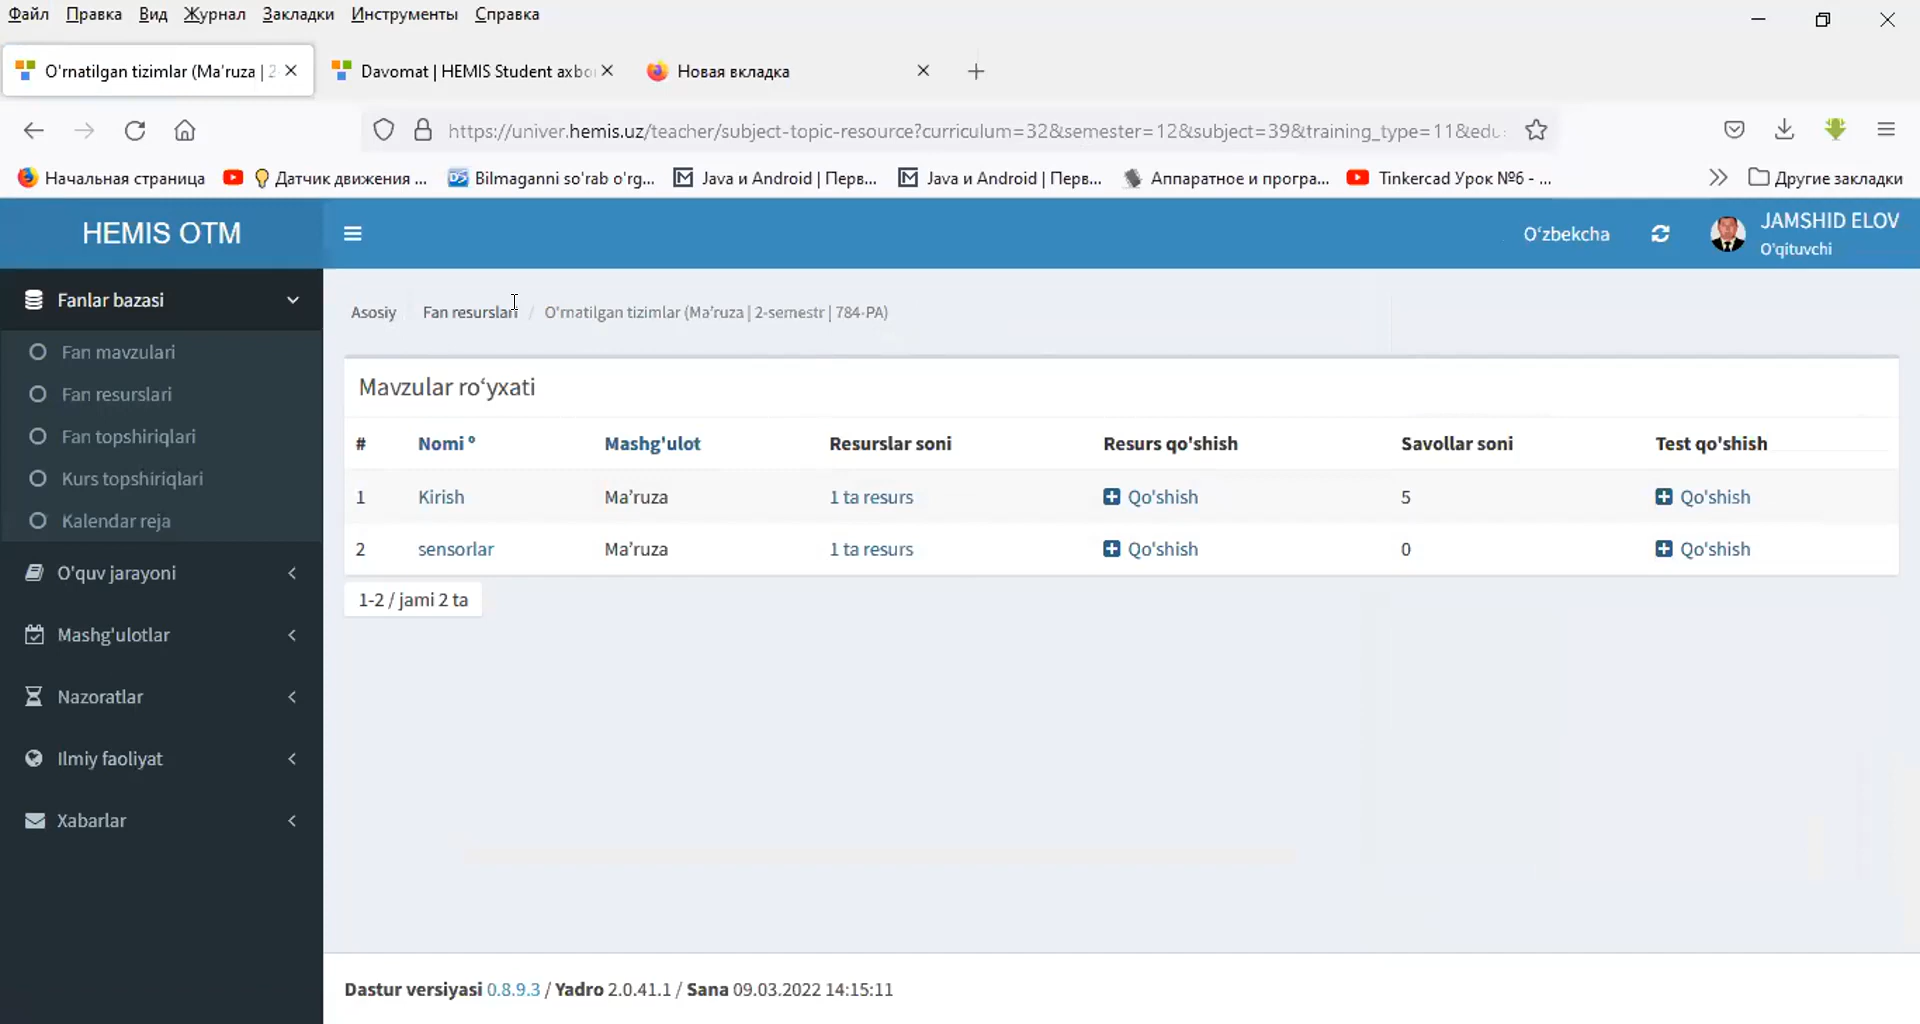 Файл Правка Вид Журнал Закладки Инструменты Справка
O'rnatilgan tizimlar (Ma'ruza | 2 Davomat | HEMIS Student axbo Новая вкладка
https://univer.hemis.uz/teacher/subject-topic-resource?curriculum=32&semester=12&subject=39&training_type=11&edu
Начальная страница Датчик движения ... Bilmaganni so'rab o'rg... Java и Android | Перв... Java и Android | Перв... Аппаратное и програ... Tinkercad Урок №6 - ... Другие закладки
HEMIS OTM O‘zbekcha JAMSHID ELOV
O'qituvchi
Fanlar bazasi
Fan mavzulari
Fan resurslari
Fan topshiriqlari
Kurs topshiriqlari
Kalendar reja
O'quv jarayoni
Mashg'ulotlar
Nazoratlar
Ilmiy faoliyat
Xabarlar
Asosiy Fan resurslari / O'rnatilgan tizimlar (Ma’ruza | 2-semestr | 784-PA)
Mavzular ro‘yxati
# Nomi Mashg'ulot Resurslar soni Resurs qo'shish Savollar soni Test qo'shish
1 Kirish Ma’ruza 1 ta resurs Qo'shish 5 Qo'shish
2 sensorlar Ma’ruza 1 ta resurs Qo'shish 0 Qo'shish
1-2 / jami 2 ta
Dastur versiyasi 0.8.9.3 / Yadro 2.0.41.1 / Sana 09.03.2022 14:15:11